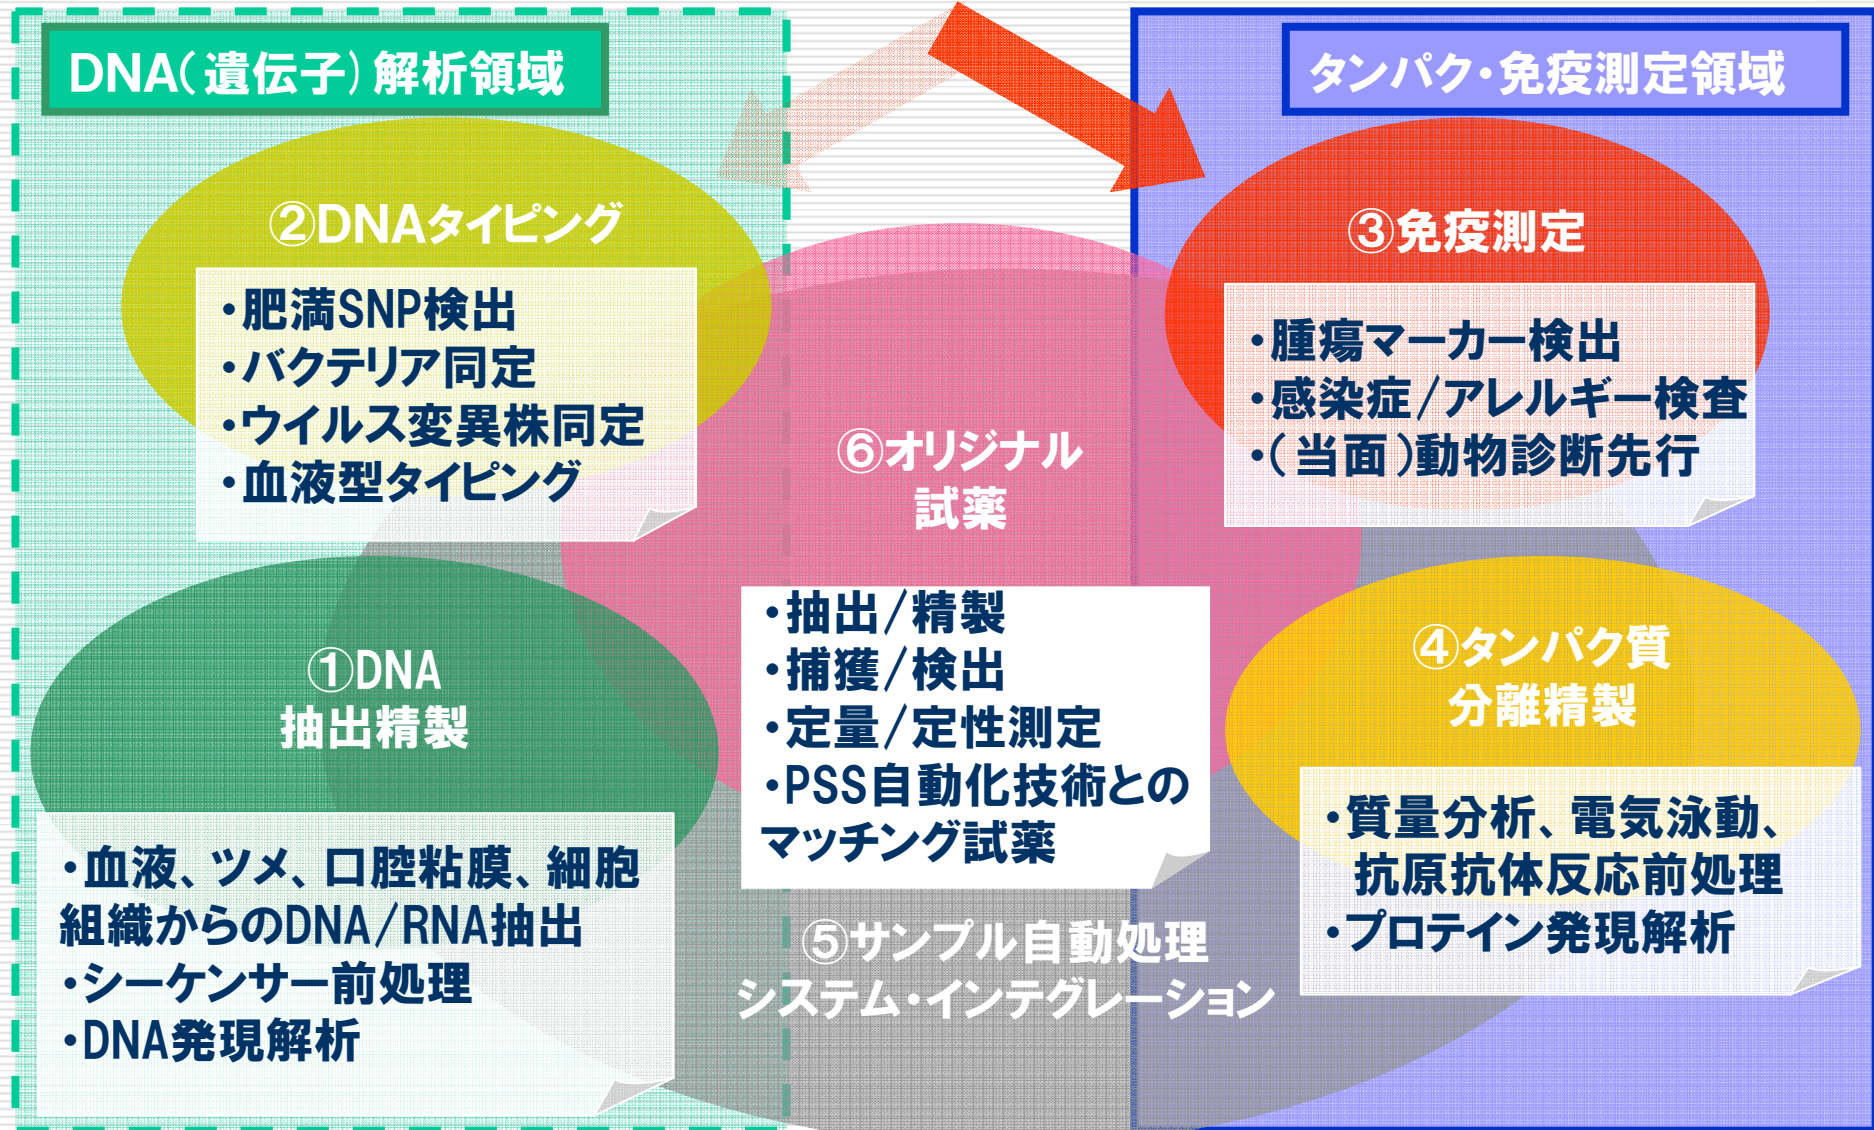 DNA(遺伝子)解析領域
タンパク・免疫測定領域
②DNAタイピング
・肥満SNP検出
・バクテリア同定
・ウイルス変異株同定
・血液型タイピング
③免疫測定
・腫瘍マーカー検出
・感染症/アレルギー検査
・(当面)動物診断先行
⑥オリジナル
試薬
・抽出/精製
・捕獲/検出
・定量/定性測定
・PSS自動化技術との
マッチング試薬
①DNA
抽出精製
・血液、ツメ、口腔粘膜、細胞
組織からのDNA/RNA抽出
・シーケンサー前処理
・DNA発現解析
④タンパク質
分離精製
・質量分析、電気泳動、
抗原抗体反応前処理
・プロテイン発現解析
⑤サンプル自動処理
システム・インテグレーション